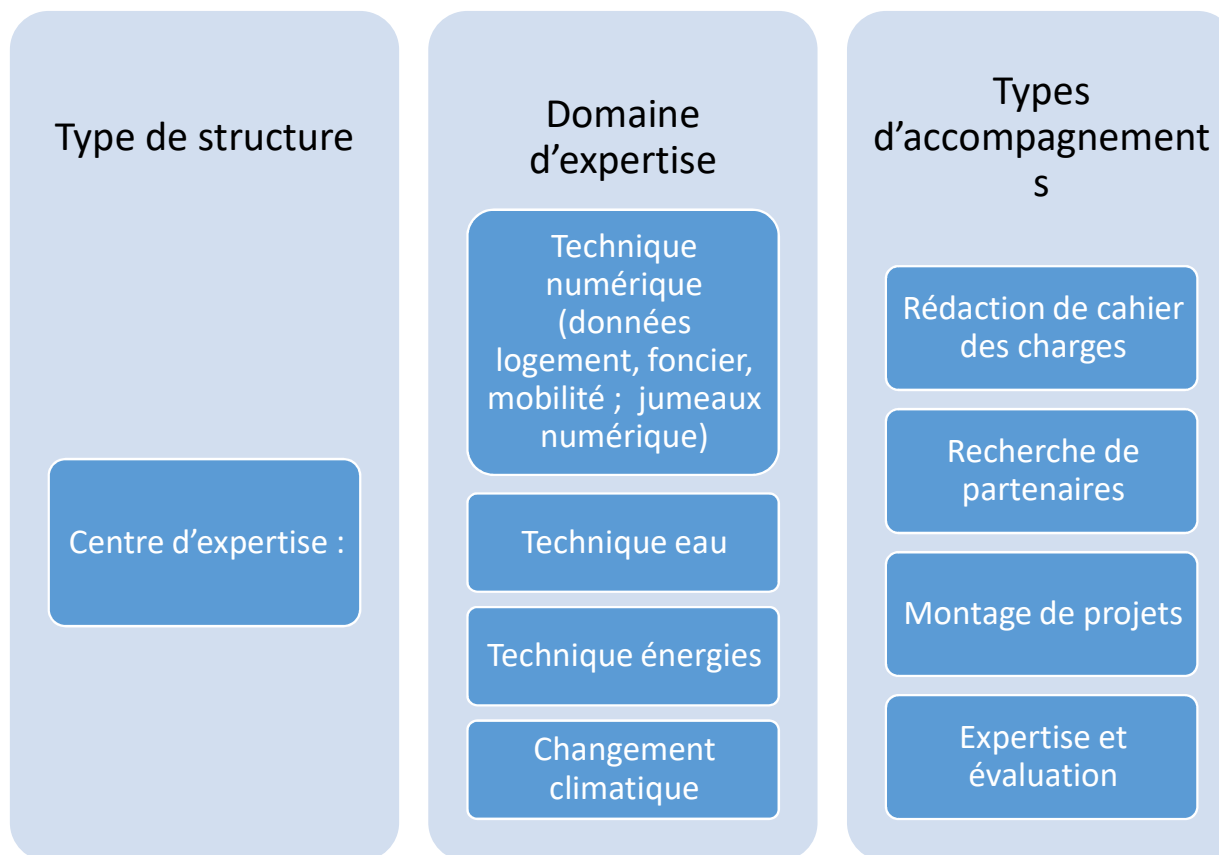 Type de structure
Centre d’expertise :
Domaine
d’expertise
Technique
numérique
(données
logement, foncier,
mobilité ;  jumeaux
numérique)
Technique eau
Technique énergies
Changement
climatique
Types
d’accompagnement
s
Rédaction de cahier
des charges
Recherche de
partenaires
Montage de projets
Expertise et
évaluation